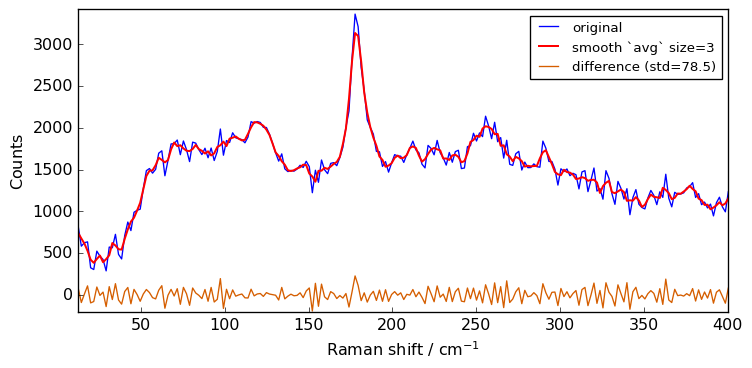 original
smooth `avg` size=3
difference (std=78.5)
3000
2500
2000
1500
1000
500
0
Counts
50 100 150 200 250 300 350 400
Raman shift / cm⁻¹